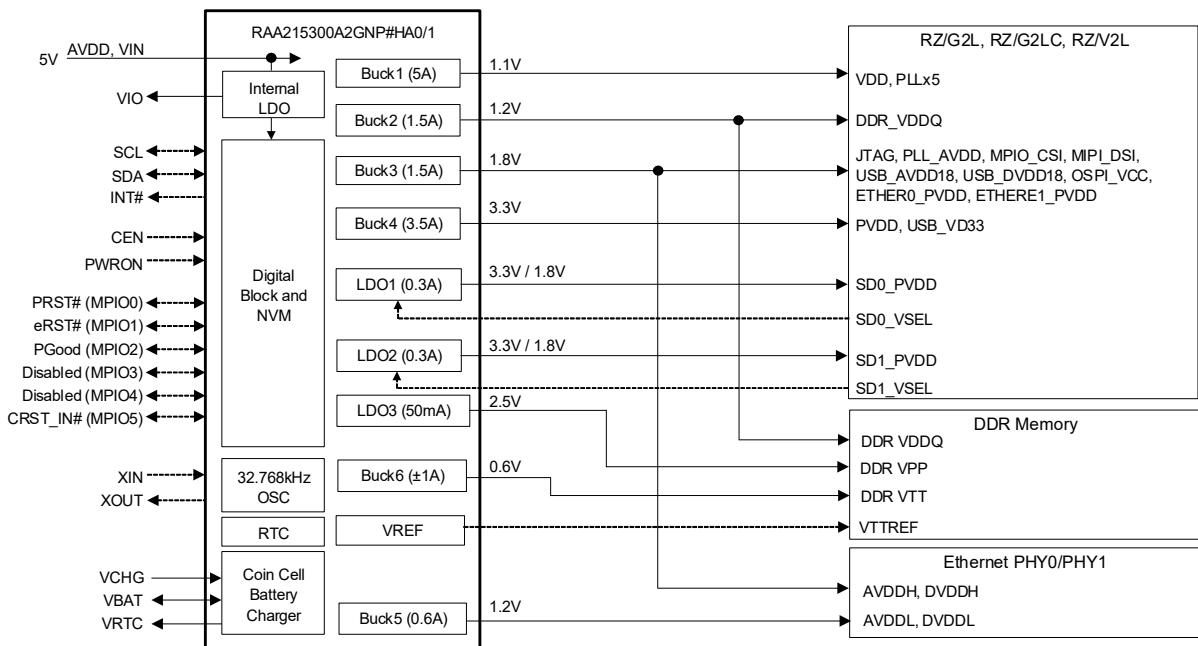 RAA215300A2GNP#HA0/1
5V
AVDD, VIN
VIO
SCL
SDA
INT#
CEN
PWRON
PRST# (MPIO0)
eRST# (MPIO1)
PGood (MPIO2)
Disabled (MPIO3)
Disabled (MPIO4)
CRST_IN# (MPIO5)
XIN
XOUT
VCHG
VBAT
VRTC
Internal
LDO
Digital
Block and
NVM
32.768kHz
OSC
RTC
Coin Cell
Battery
Charger
Buck1 (5A)
1.1V
Buck2 (1.5A)
1.2V
Buck3 (1.5A)
1.8V
Buck4 (3.5A)
3.3V
LDO1 (0.3A)
3.3V / 1.8V
LDO2 (0.3A)
3.3V / 1.8V
LDO3 (50mA)
2.5V
Buck6 (±1A)
0.6V
VREF
Buck5 (0.6A)
1.2V
RZ/G2L, RZ/G2LC, RZ/V2L
VDD, PLLx5
DDR_VDDQ
JTAG, PLL_AVDD, MPIO_CSI, MIPI_DSI,
USB_AVDD18, USB_DVDD18, OSPI_VCC,
ETHER0_PVDD, ETHERE1_PVDD
PVDD, USB_VD33
SD0_PVDD
SD0_VSEL
SD1_PVDD
SD1_VSEL
DDR Memory
DDR VDDQ
DDR VPP
DDR VTT
VTTREF
Ethernet PHY0/PHY1
AVDDH, DVDDH
AVDDL, DVDDL